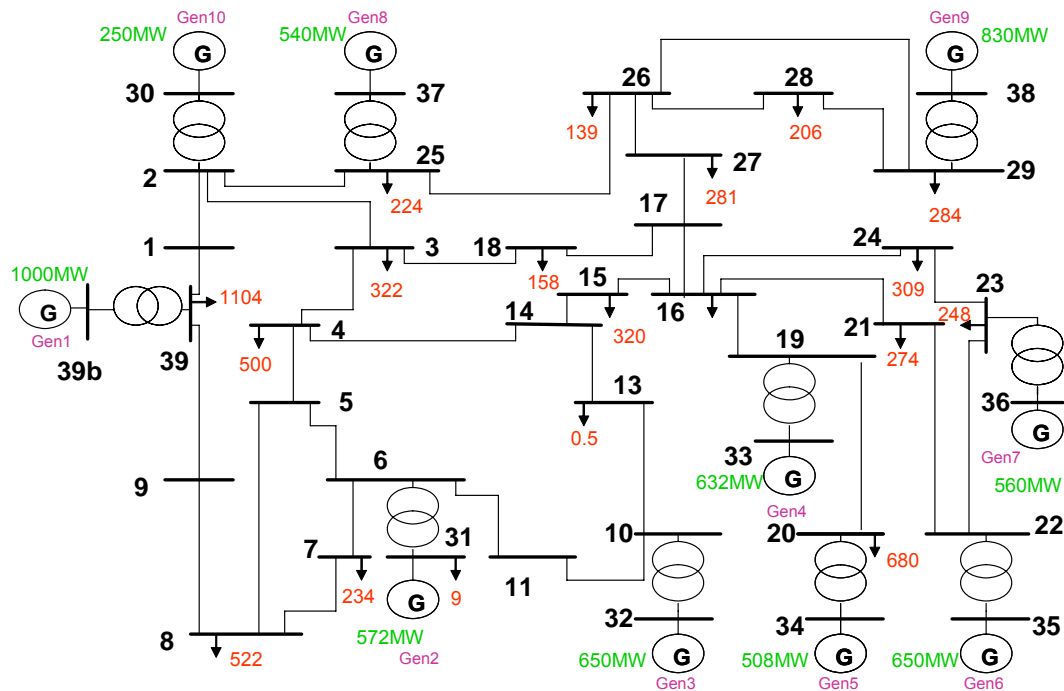 Gen10
Gen8
Gen9
250MW
540MW
830MW
G
G
G
30
37
26
28
38
139
206
2
25
27
29
224
281
284
17
1
3
18
24
1000MW
15
23
G
1104
322
158
14
16
309
248
Gen1
39b
39
4
320
21
274
500
19
13
5
36
0.5
G
33
Gen7
6
632MW
G
560MW
9
Gen4
31
10
20
22
7
11
680
234
G
9
32
34
35
8
572MW
522
Gen2
650MW
G
508MW
G
650MW
G
Gen3
Gen5
Gen6